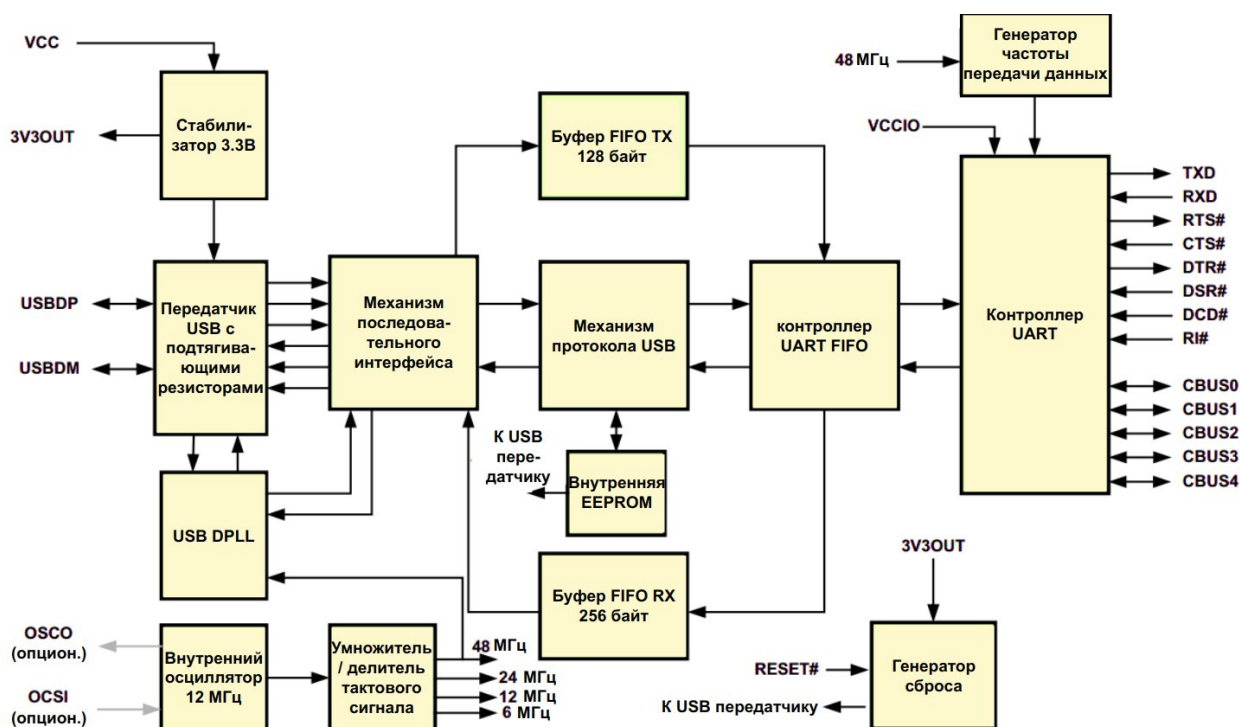 VCC
3V3OUT
Стабили-
затор 3.3В
Буфер FIFO TX
128 байт
48 МГц
Генератор
частоты
передачи данных
VCCIO
USBDP
USBDM
Передатчик
USB с
подтягива-
ющими
резисторами
Механизм
последова-
тельного
интерфейса
Механизм
протокола USB
контроллер
UART FIFO
Контроллер
UART
TXD
RXD
RTS#
CTS#
DTR#
DSR#
DCD#
RI#
CBUS0
CBUS1
CBUS2
CBUS3
CBUS4
К USB
пере-
датчику
Внутренняя
EEPROM
USB DPLL
Буфер FIFO RX
256 байт
OSCO
(опцион.)
OCSI
(опцион.)
Внутренний
осциллятор
12 МГц
Умножитель
/ делитель
тактового
сигнала
48 МГц
24 МГц
12 МГц
6 МГц
3V3OUT
RESET#
Генератор
сброса
К USB передатчику